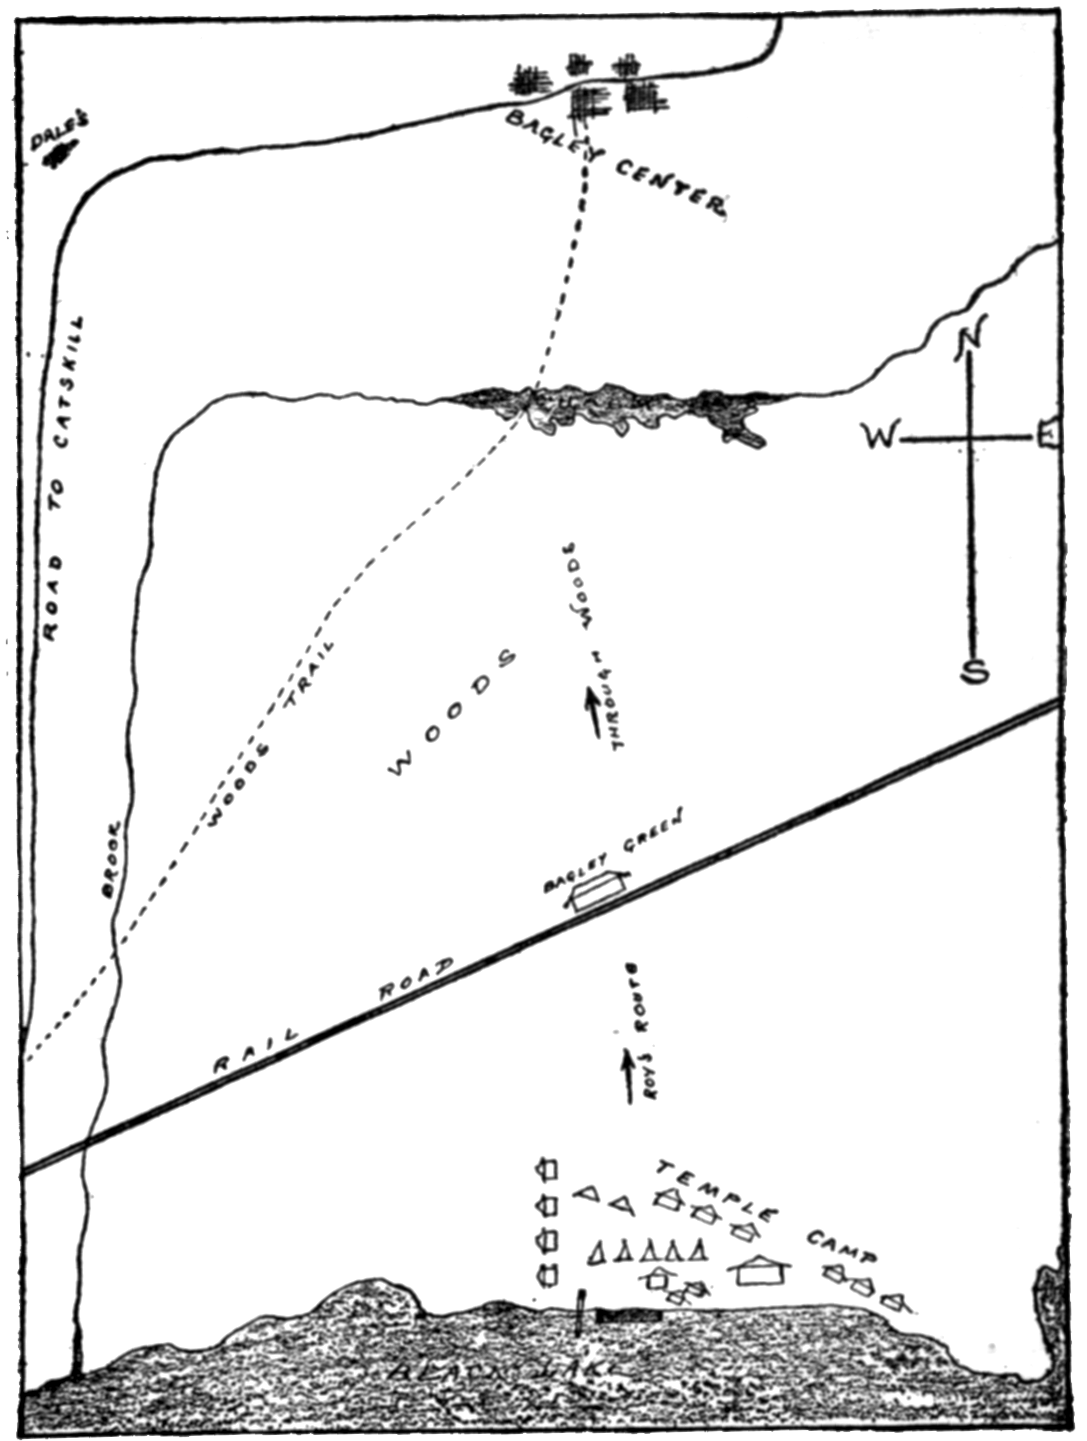 DALE'S
BAGLEY CENTER
ROAD TO CATSKILL
N
W
E
S
THROUGH WOODS
WOODS
WOODS TRAIL
BROOK
BAGLEY GREEN
RAIL ROAD
ROY'S ROUTE
TEMPLE CAMP
LAKE